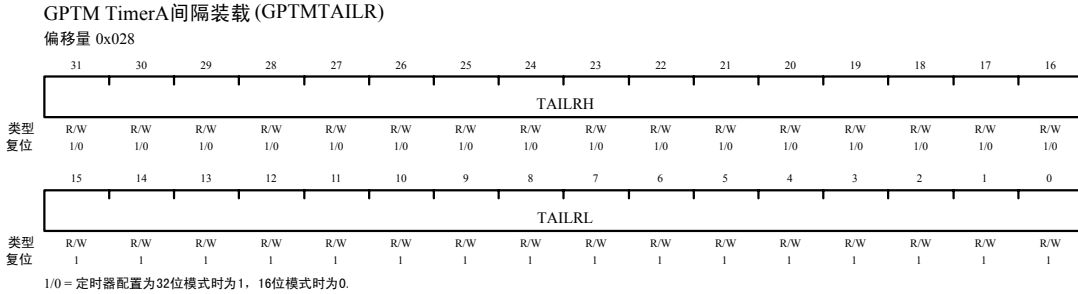 GPTM TimerA间隔装载 (GPTMTAILR)
偏移量 0x028
31 30 29 28 27 26 25 24 23 22 21 20 19 18 17 16
TAILRH
类型 R/W R/W R/W R/W R/W R/W R/W R/W R/W R/W R/W R/W R/W R/W R/W R/W
复位 1/0 1/0 1/0 1/0 1/0 1/0 1/0 1/0 1/0 1/0 1/0 1/0 1/0 1/0 1/0 1/0
15 14 13 12 11 10 9 8 7 6 5 4 3 2 1 0
TAILRL
类型 R/W R/W R/W R/W R/W R/W R/W R/W R/W R/W R/W R/W R/W R/W R/W R/W
复位 1 1 1 1 1 1 1 1 1 1 1 1 1 1 1 1
1/0 = 定时器配置为32位模式时为1，16位模式时为0.